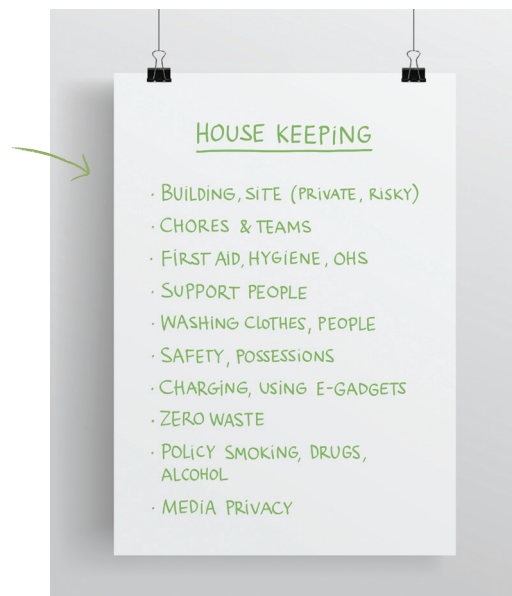 HOUSE KEEPING
· BUILDING, SITE (PRIVATE, RISKY)
· CHORES & TEAMS
· FIRST AID, HYGIENE, OHS
· SUPPORT PEOPLE
· WASHING CLOTHES, PEOPLE
· SAFETY, POSSESSIONS
· CHARGING, USING E-GADGETS
· ZERO WASTE
· POLICY SMOKING, DRUGS,
ALCOHOL
· MEDIA PRIVACY